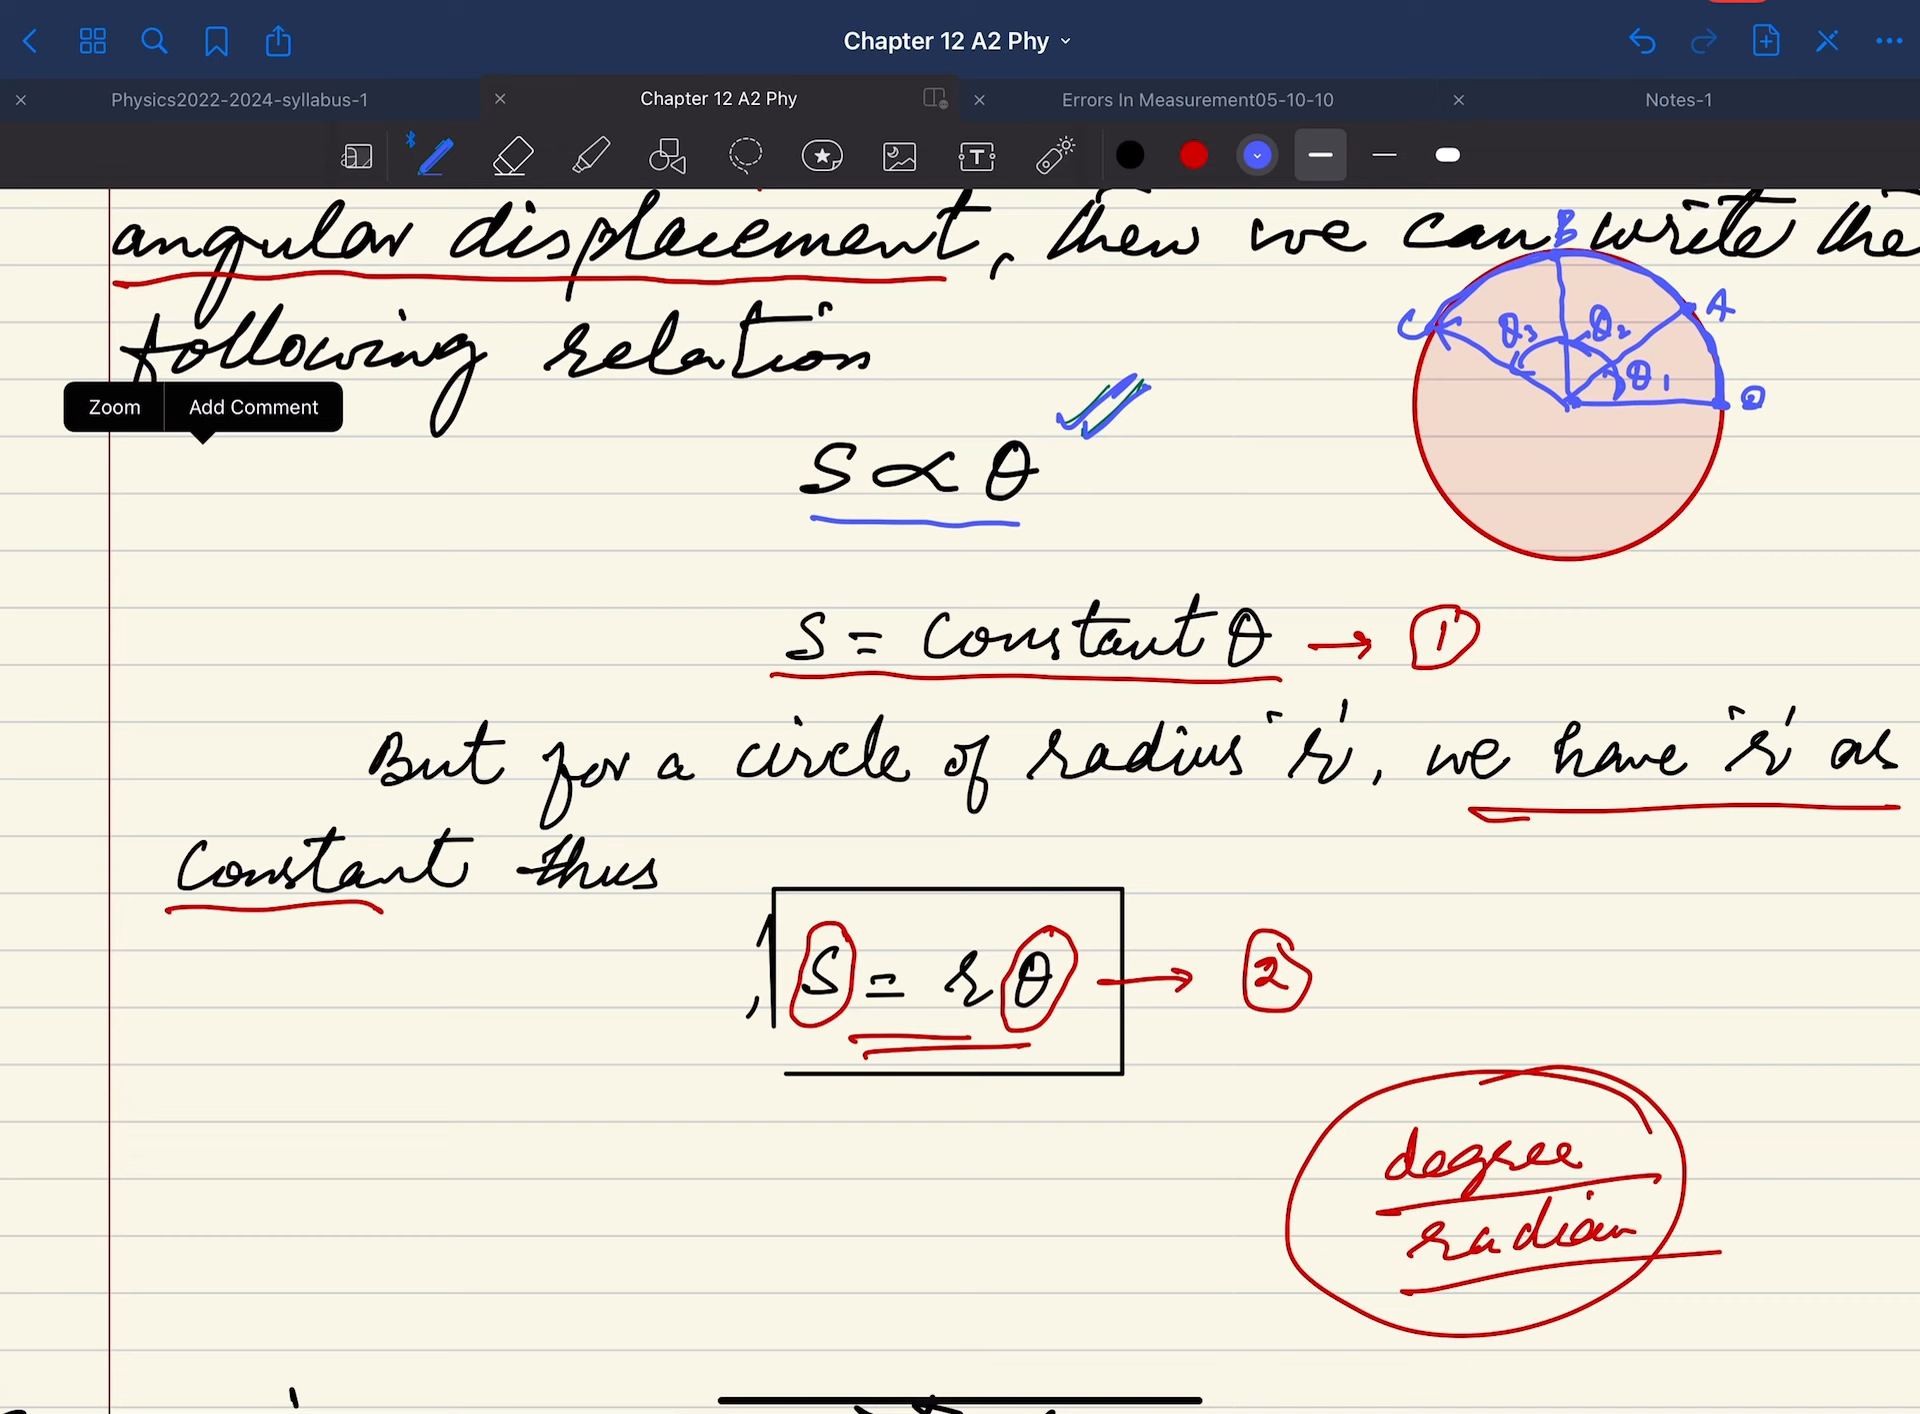 Chapter 12 A2 Phy
Physics2022-2024-syllabus-1
Chapter 12 A2 Phy
Errors In Measurement05-10-10
Notes-1
T
angular displacement, then we can write the
following relation
Zoom
Add Comment
B
A
C
θ3
θ2
θ1
S ∝ θ
S = Constant θ → 1
But for a circle of radius 'r', we have 'r' as
Constant thus
S = rθ → 2
degree
radian